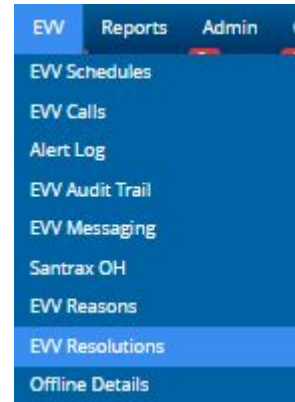 EVV Reports Admin
EVV Schedules
EVV Calls
Alert Log
EVV Audit Trail
EVV Messaging
Santrax OH
EVV Reasons
EVV Resolutions
Offline Details